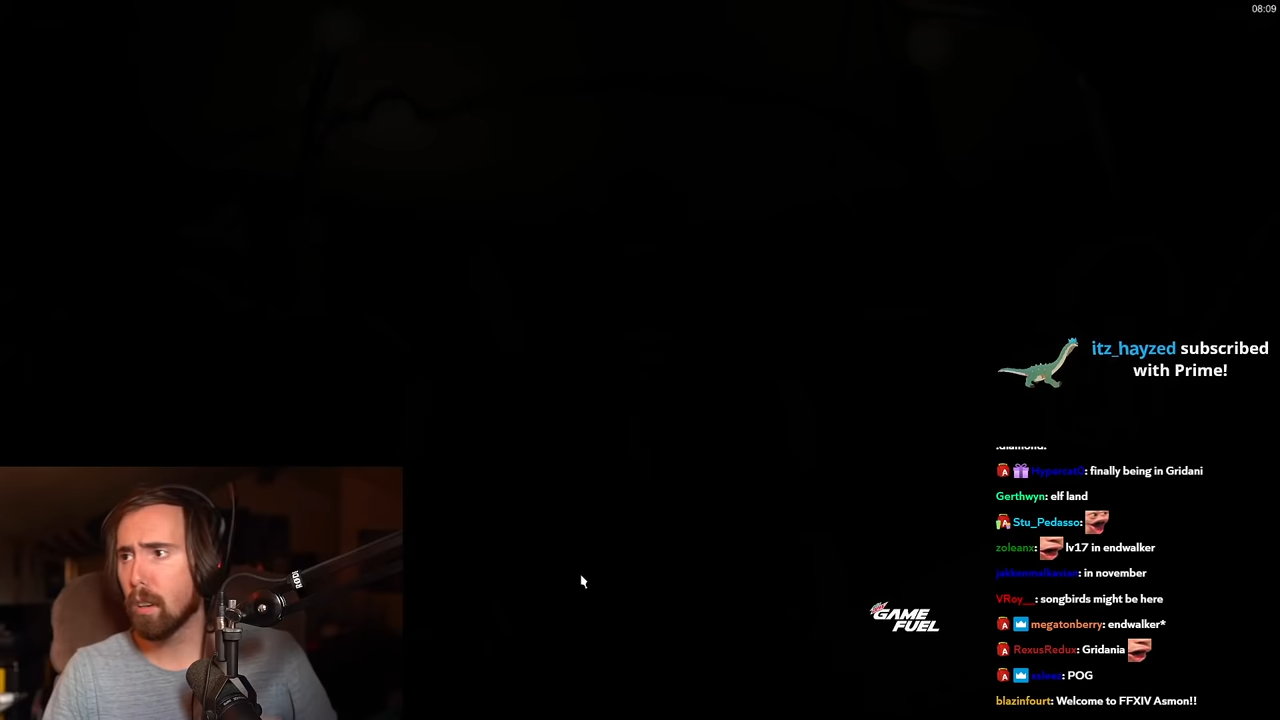 08:09
itz_hayzed subscribed
with Prime!
: finally being in Gridani
Gerthwyn: elf land
Stu_Pedasso:
zoleanx: lv17 in endwalker
: in november
VRoy__: songbirds might be here
megatonberry: endwalker*
RexusRedux: Gridania
: POG
blazinfourt: Welcome to FFXIV Asmon!!
GAME
FUEL
RODE